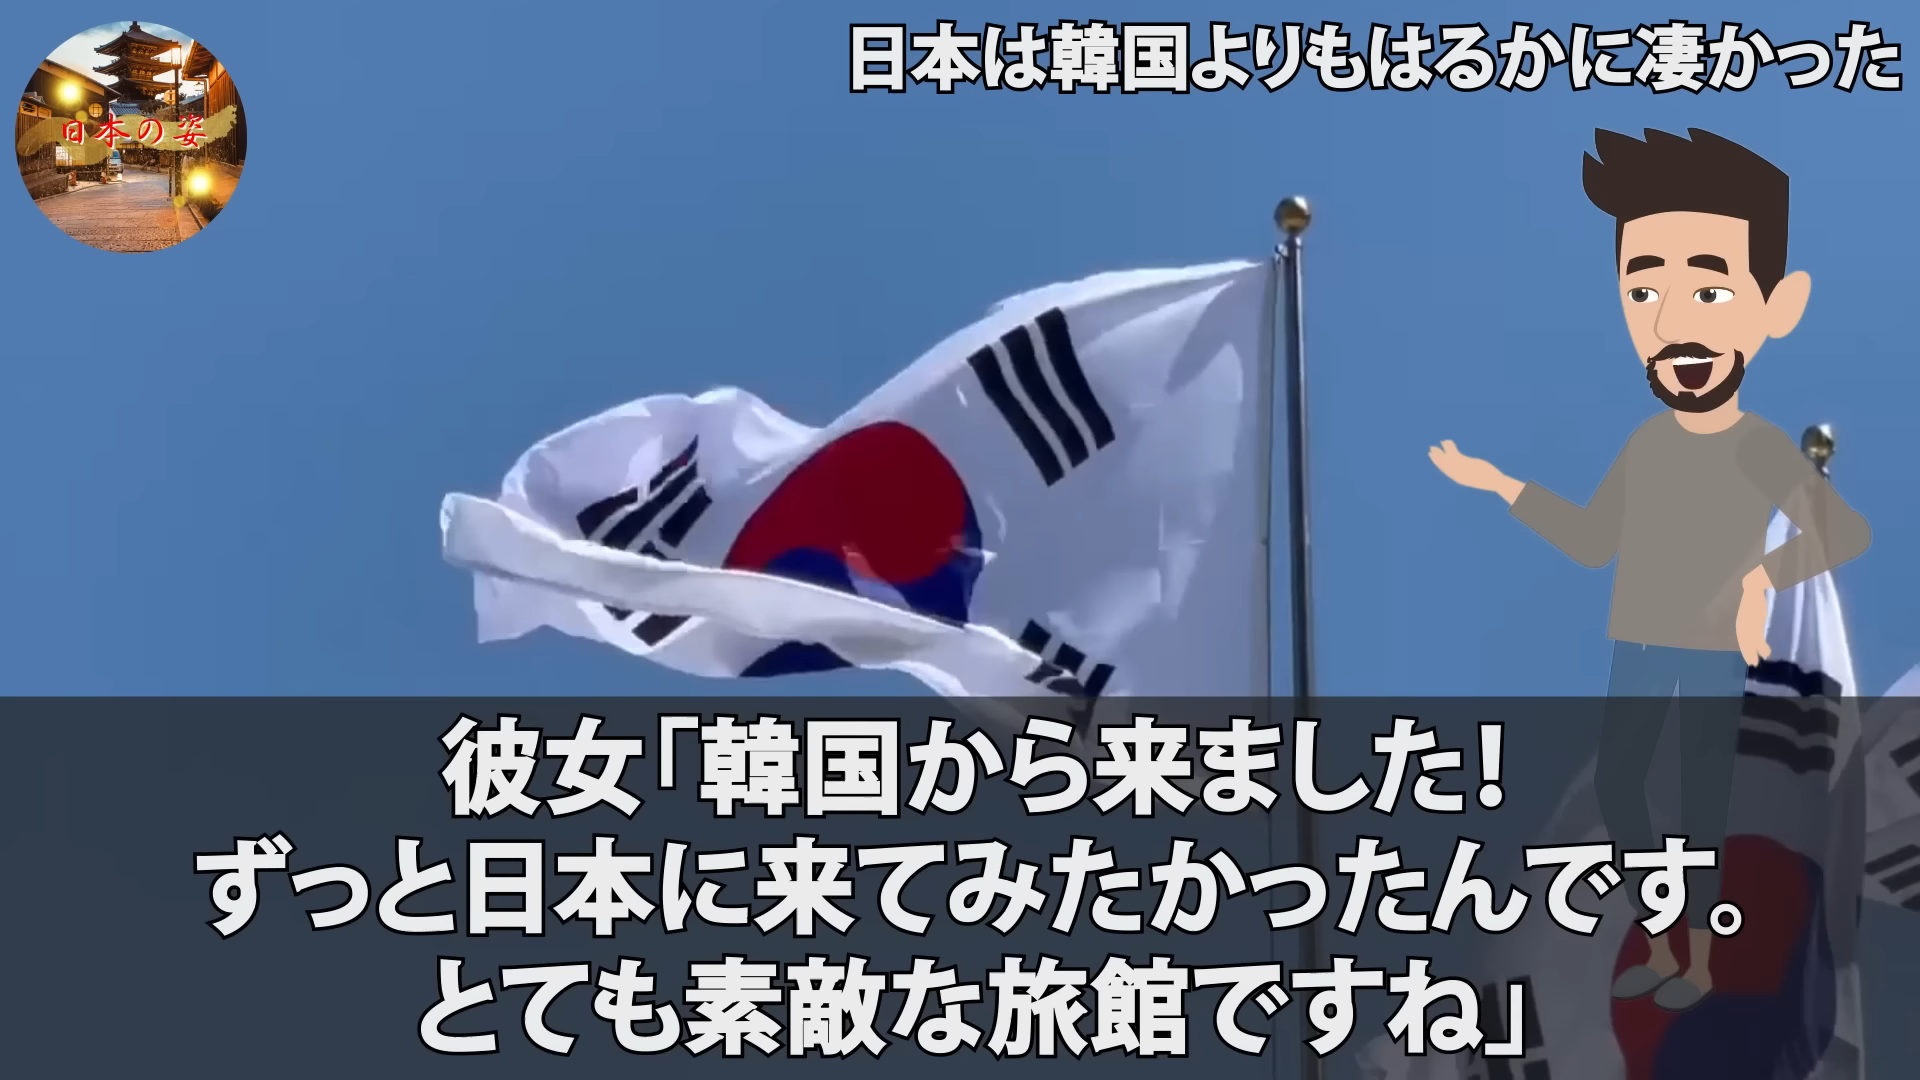 日本は韓国よりもはるかに凄かった
日本の姿
彼女「韓国から来ました!
ずっと日本に来てみたかったんです。
とても素敵な旅館ですね」